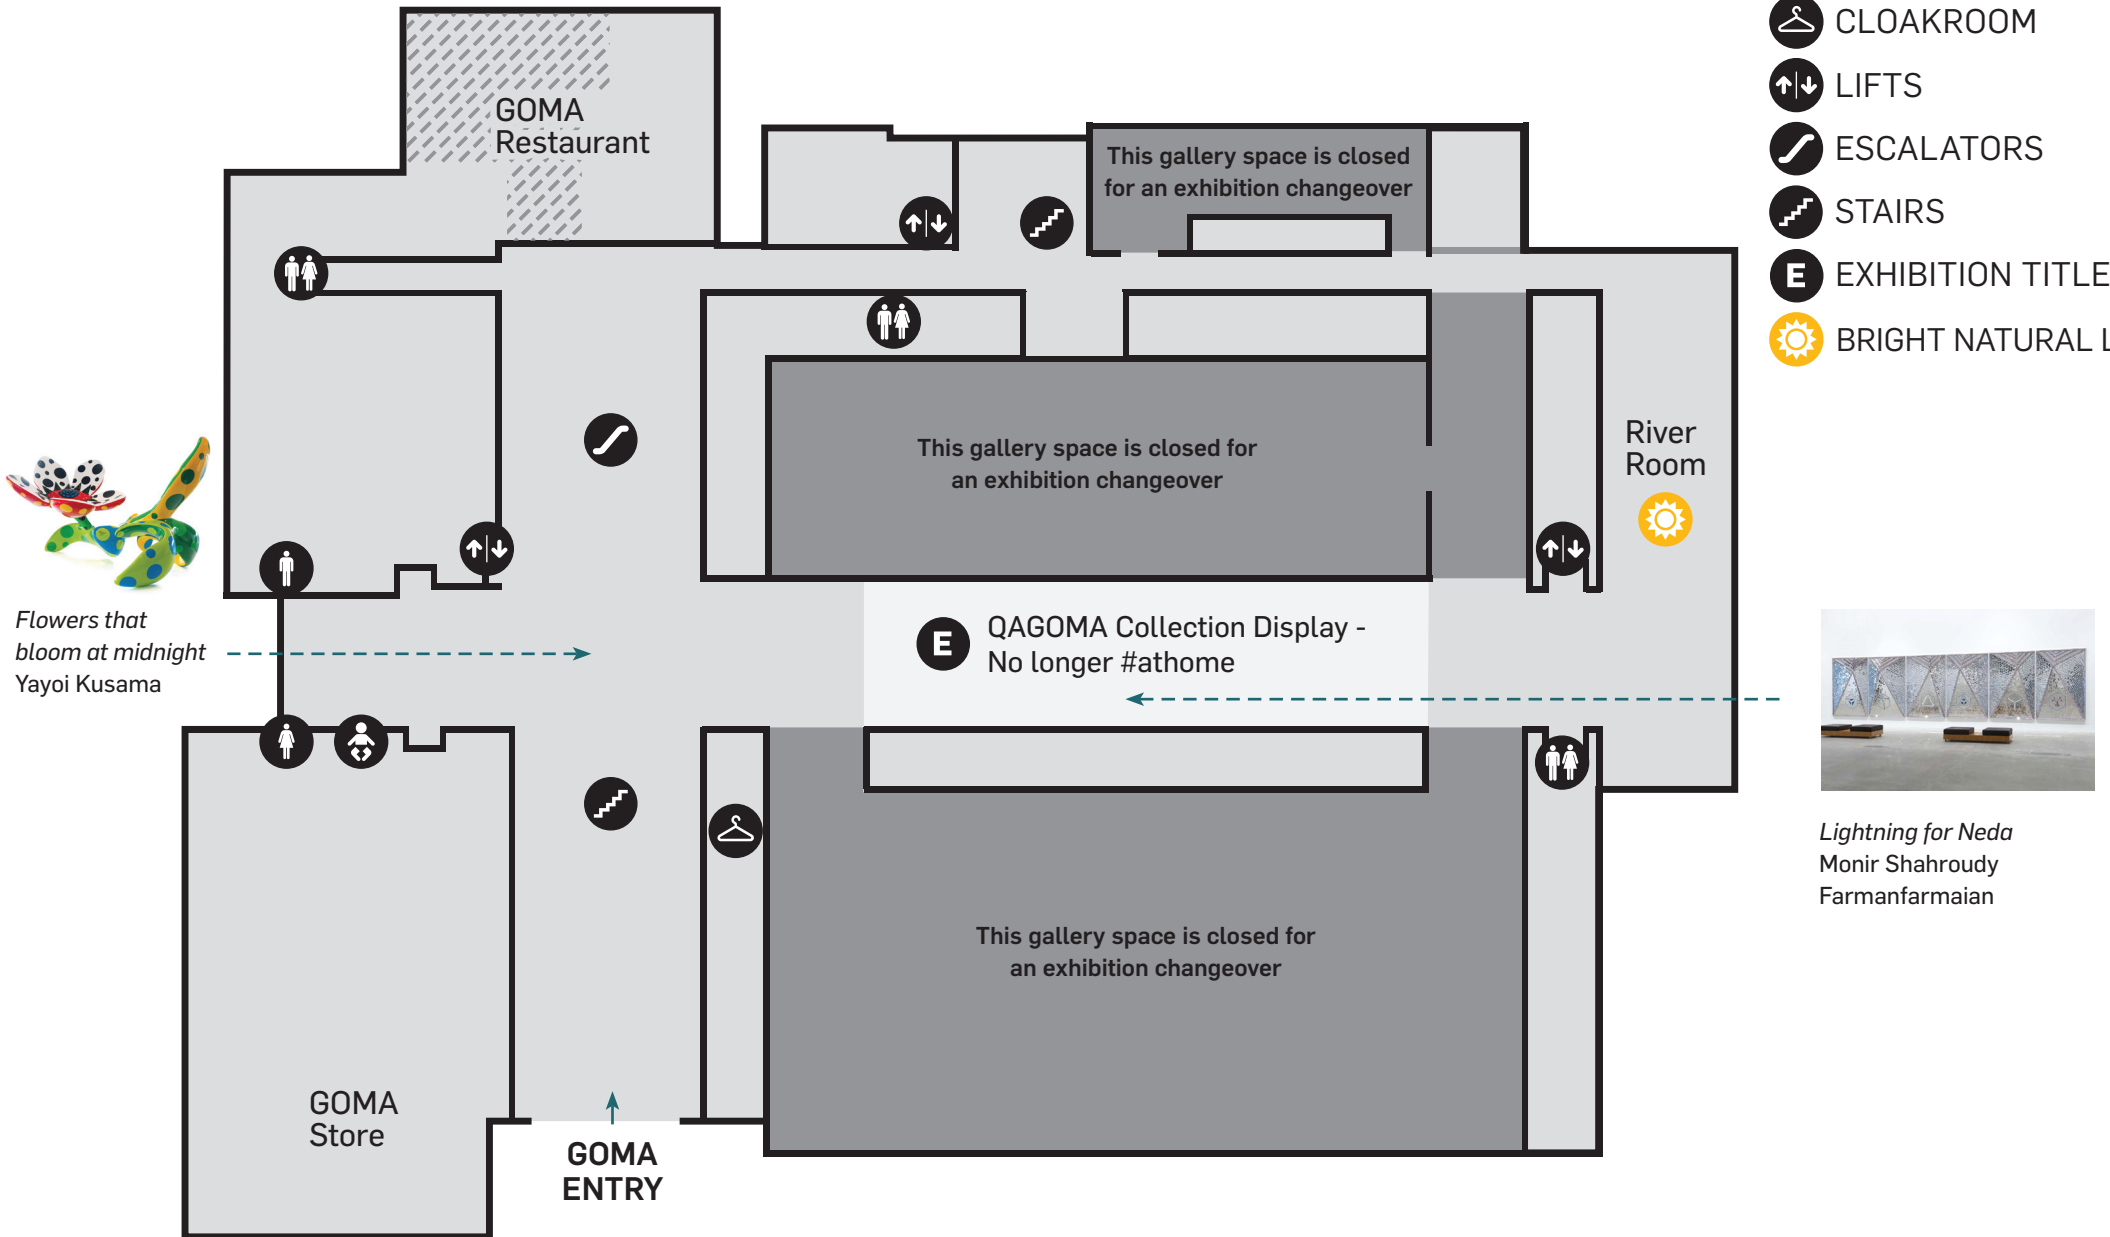 CLOAKROOM
LIFTS
ESCALATORS
STAIRS
E EXHIBITION TITLE
BRIGHT NATURAL L
GOMA
Restaurant
This gallery space is closed
for an exhibition changeover
This gallery space is closed for
an exhibition changeover
River
Room
Flowers that
bloom at midnight
Yayoi Kusama
E QAGOMA Collection Display -
No longer #athome
Lightning for Neda
Monir Shahroudy
Farmanfarmaian
This gallery space is closed for
an exhibition changeover
GOMA
Store
GOMA
ENTRY